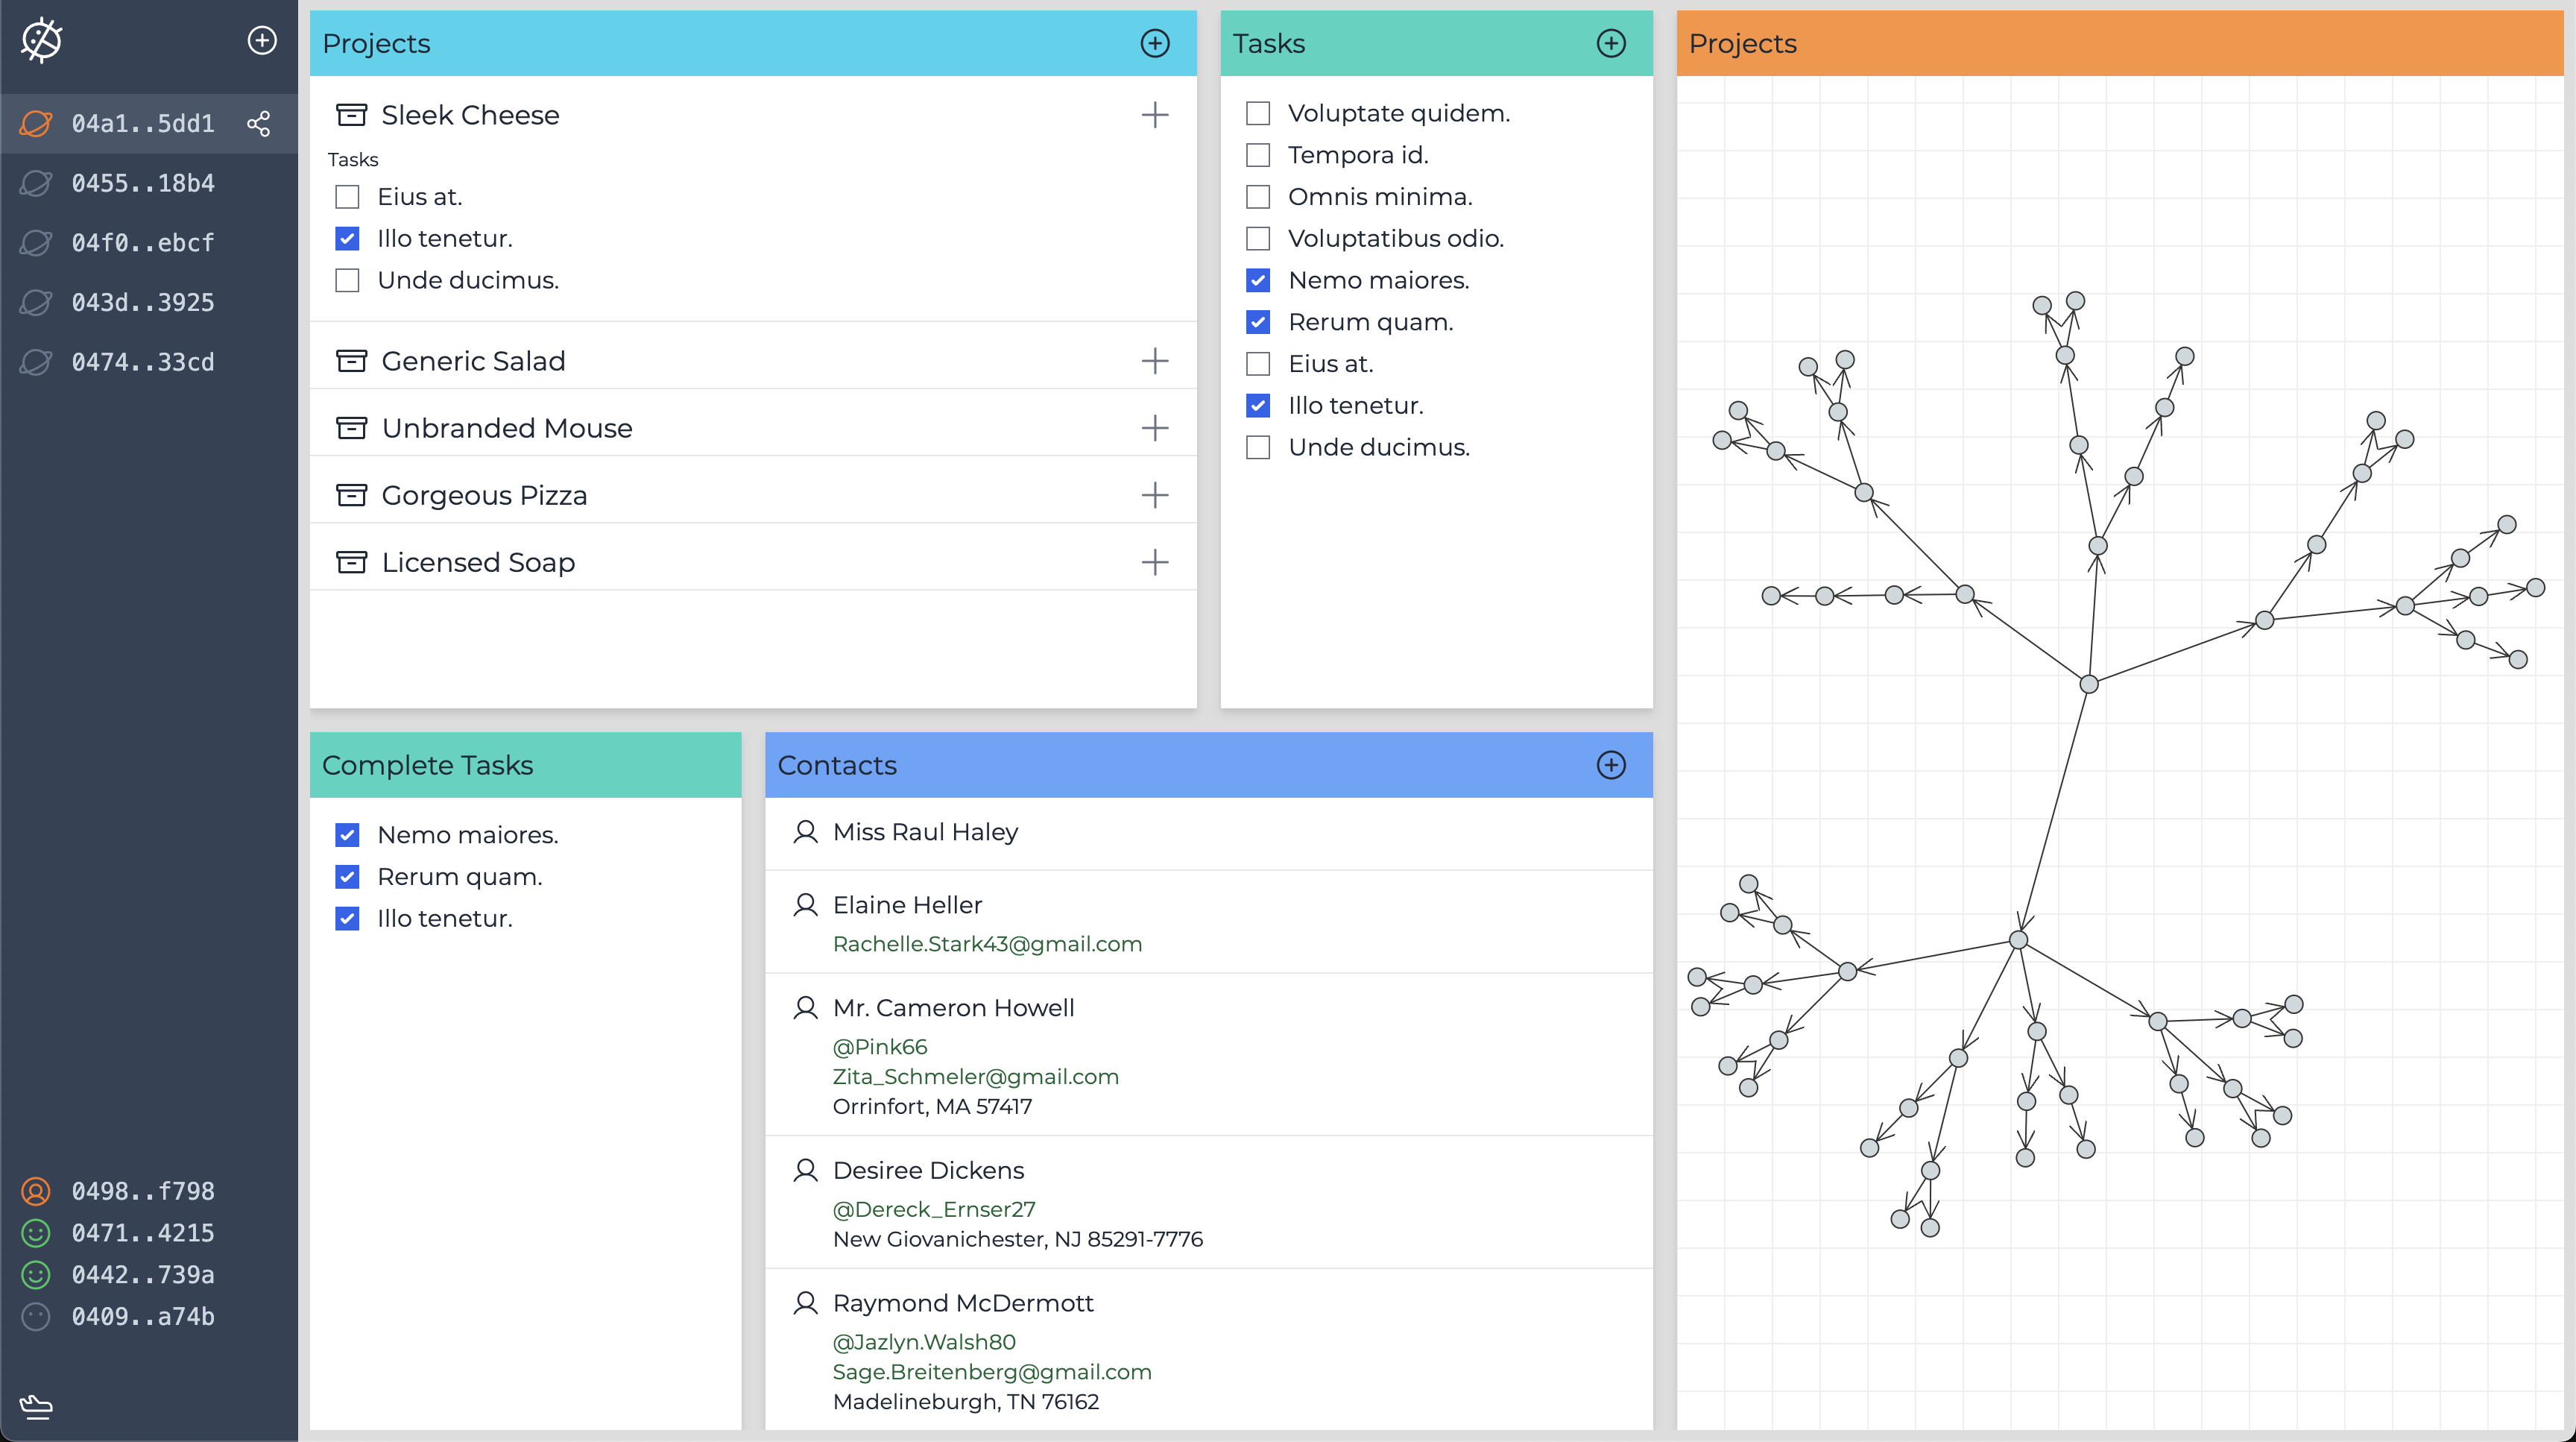 04a1..5dd1
0455..18b4
04f0..ebcf
043d..3925
0474..33cd
0498..f798
0471..4215
0442..739a
0409..a74b
Projects
Sleek Cheese
Tasks
Eius at.
Illo tenetur.
Unde ducimus.
Generic Salad
Unbranded Mouse
Gorgeous Pizza
Licensed Soap
Tasks
Voluptate quidem.
Tempora id.
Omnis minima.
Voluptatibus odio.
Nemo maiores.
Rerum quam.
Eius at.
Illo tenetur.
Unde ducimus.
Complete Tasks
Nemo maiores.
Rerum quam.
Illo tenetur.
Contacts
Miss Raul Haley
Elaine Heller
Rachelle.Stark43@gmail.com
Mr. Cameron Howell
@Pink66
Zita_Schmeler@gmail.com
Orrinfort, MA 57417
Desiree Dickens
@Dereck_Ernser27
New Giovanichester, NJ 85291-7776
Raymond McDermott
@Jazlyn.Walsh80
Sage.Breitenberg@gmail.com
Madelineburgh, TN 76162
Projects